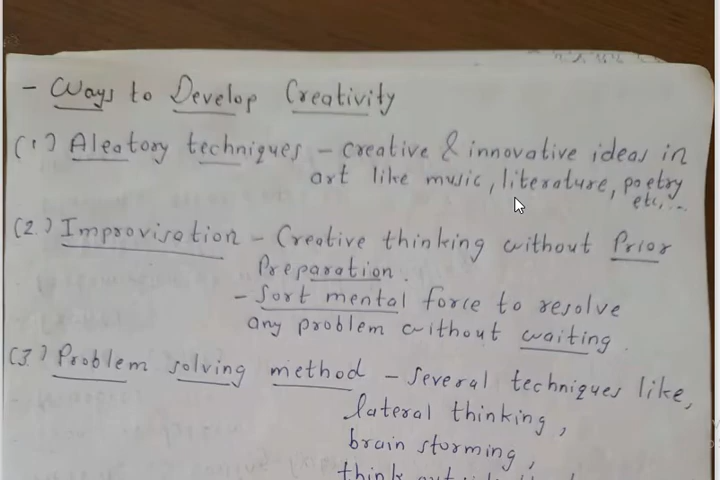 - Ways to Develop Creativity
(1.) Aleatory techniques - creative & innovative ideas in
art like music, literature, poetry
etc,...
(2.) Improvisation - Creative thinking without Prior
Preparation.
- Sort mental force to resolve
any problem without waiting.
(3.) Problem solving method - Several techniques like,
lateral thinking,
brain storming,
think out